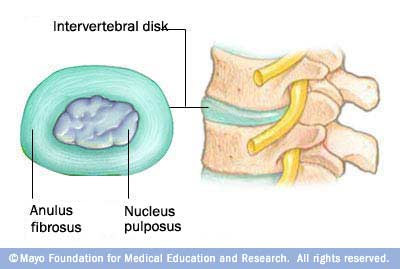 Intervertebral disk
Anulus
fibrosus
Nucleus
pulposus
© Mayo Foundation for Medical Education and Research. All rights reserved.